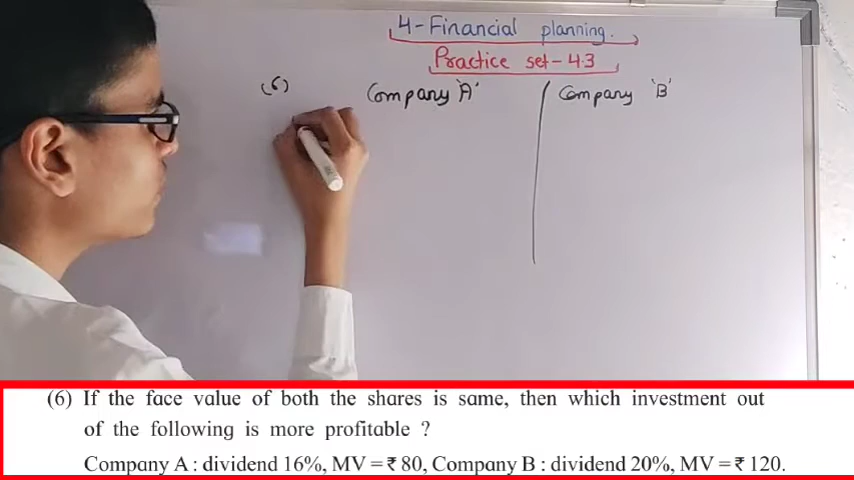 4-Financial planning.
Practice set-4.3
(6) Company 'A' Company 'B'
(6) If the face value of both the shares is same, then which investment out
of the following is more profitable ?
Company A : dividend 16%, MV = ₹ 80, Company B : dividend 20%, MV = ₹ 120.